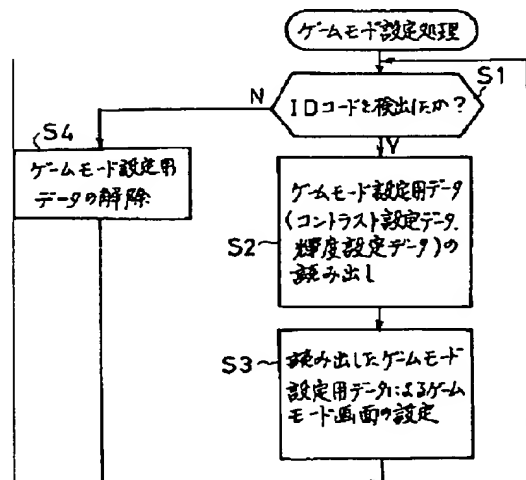 ゲームモード設定処理
S1
IDコードを検出したか?
N
Y
S4
ゲームモード設定用
データの解除
S2
ゲームモード設定用データ
(コントラスト設定データ、
輝度設定データ)の
読み出し
S3
読み出したゲームモード
設定用データによるゲーム
モード画面の設定